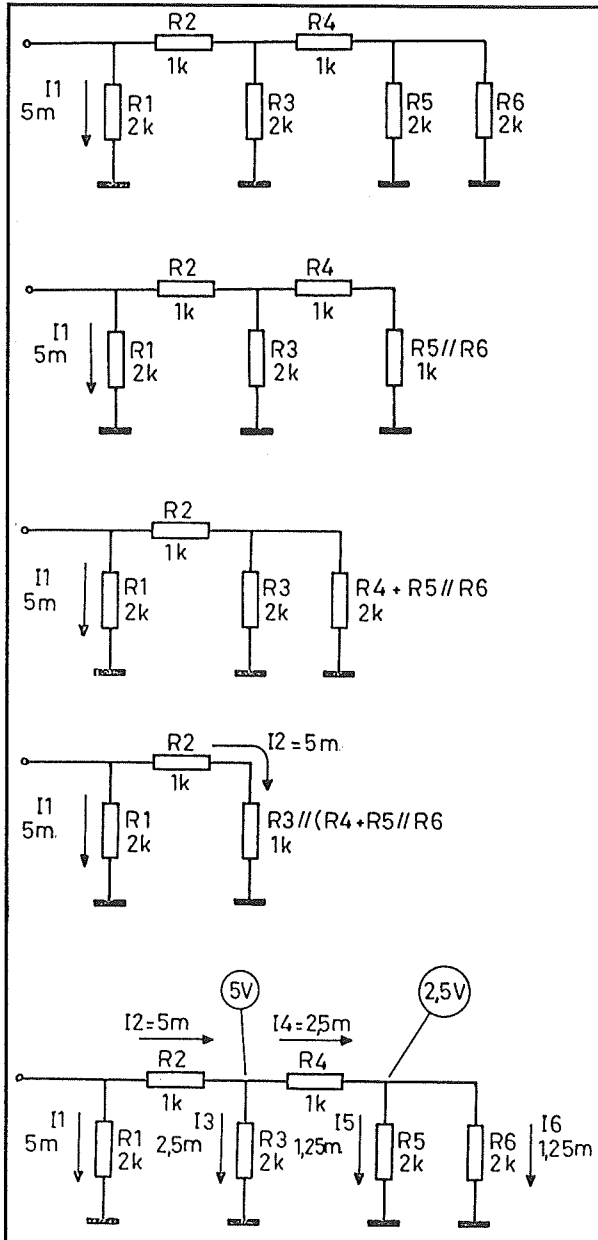 R2
R4
1k
1k
I1
5m
R1
2k
R3
2k
R5
2k
R6
2k
R2
R4
1k
1k
I1
5m
R1
2k
R3
2k
R5//R6
1k
R2
1k
I1
5m
R1
2k
R3
2k
R4 + R5//R6
2k
R2
I2=5m
1k
I1
5m.
R1
2k
R3//(R4+R5//R6
1k
5V
2,5V
I2=5m
I4=2,5m
R2
R4
1k
1k
I1
5m
R1
2k
I3
2,5m
R3
2k
I5
1,25m
R5
2k
R6
2k
I6
1,25m